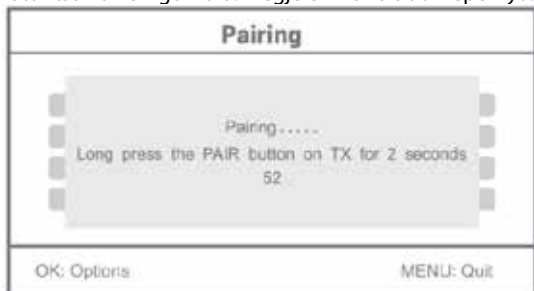 Pairing
Pairing.....
Long press the PAIR button on TX for 2 seconds
52
OK: Options
MENU: Quit